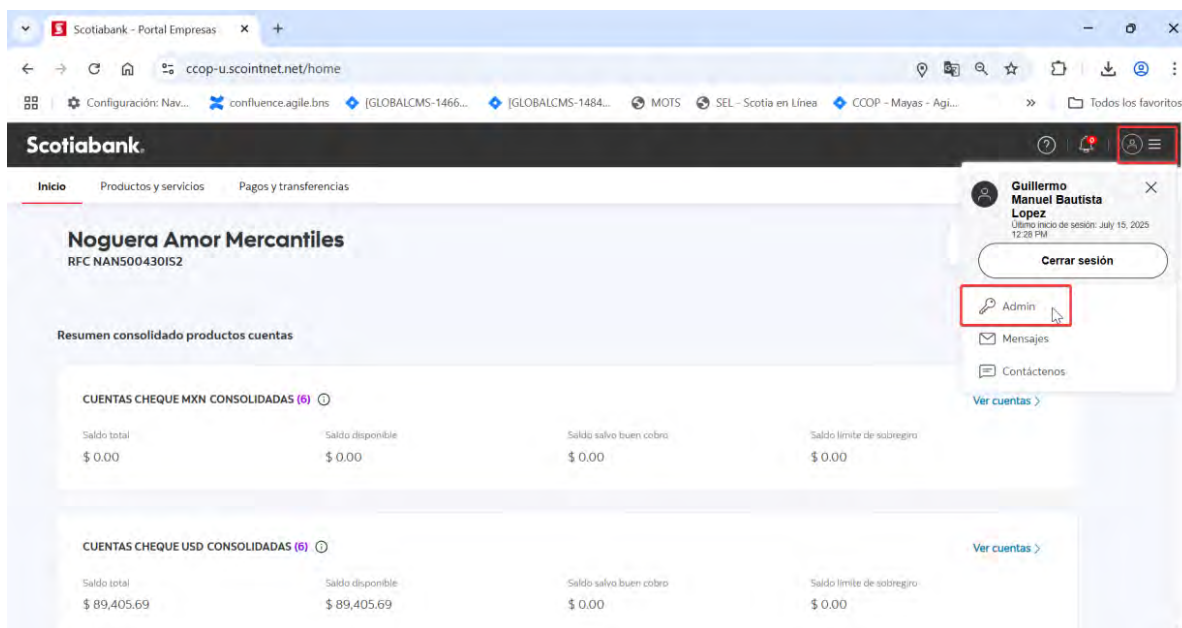 Scotiabank - Portal Empresas
ccop-u.scointnet.net/home
Configuración: Nav... confluence.agile.bns [GLOBALCMS-1466... [GLOBALCMS-1484... MOTS SEL - Scotia en Línea CCOP - Mayas - Agi... » Todos los favoritos
Scotiabank.
Inicio Productos y servicios Pagos y transferencias
Guillermo
Manuel Bautista
Lopez
Último inicio de sesión: July 15, 2025
12:28 PM
Cerrar sesión
Admin
Mensajes
Contáctenos
Noguera Amor Mercantiles
RFC NAN500430IS2
Resumen consolidado productos cuentas
CUENTAS CHEQUE MXN CONSOLIDADAS (6)
Ver cuentas >
Saldo total Saldo disponible Saldo salvo buen cobro Saldo límite de sobregiro
$ 0.00 $ 0.00 $ 0.00 $ 0.00
CUENTAS CHEQUE USD CONSOLIDADAS (6)
Ver cuentas >
Saldo total Saldo disponible Saldo salvo buen cobro Saldo límite de sobregiro
$ 89,405.69 $ 89,405.69 $ 0.00 $ 0.00